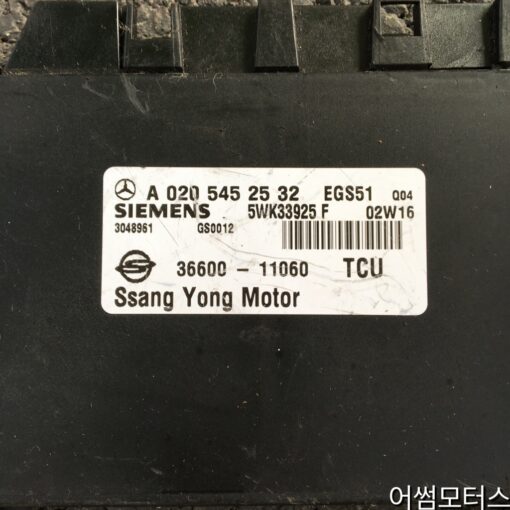 A 020 545 25 32 EGS51 Q04
SIEMENS 5WK33925 F 02W16
3048961 GS0012
36600 - 11060 TCU
Ssang Yong Motor
어썸모터스